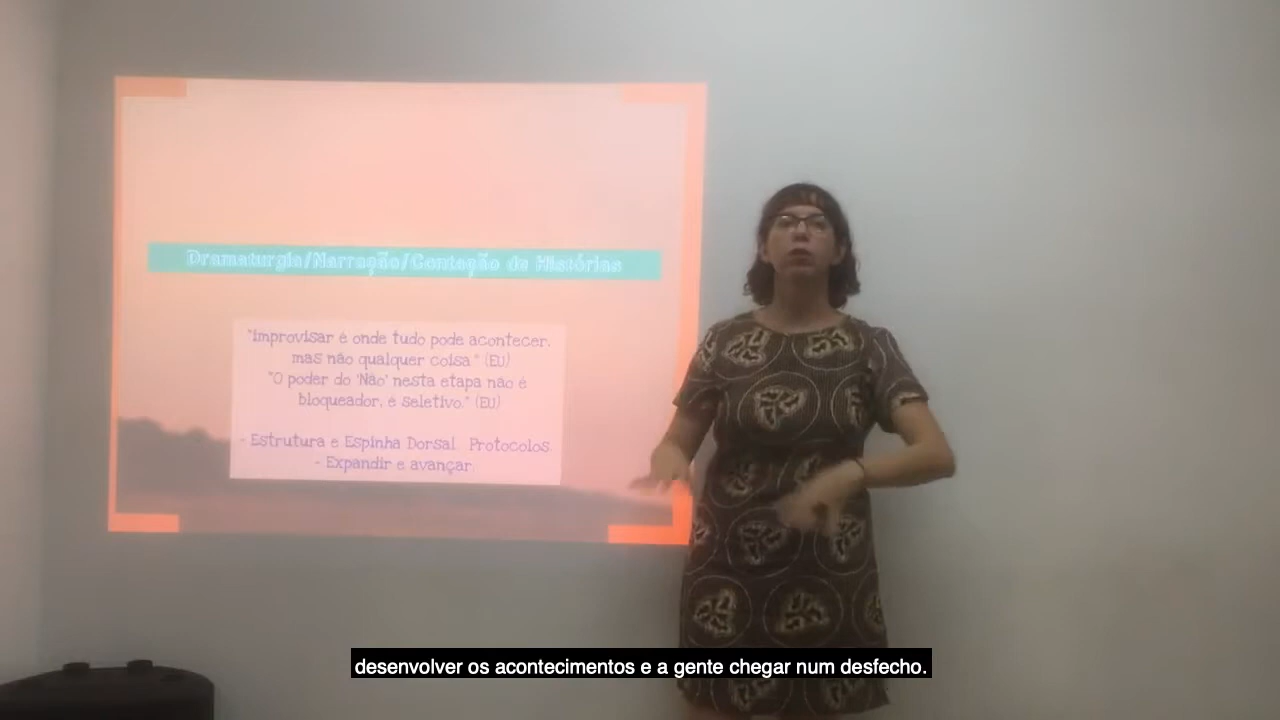 Dramaturgia/Narração/Contação de Histórias
"improvisar é onde tudo pode acontecer,
mas não qualquer coisa." (EU)
"O poder do 'Não' nesta etapa não é
bloqueador, é seletivo." (EU)
- Estrutura e Espinha Dorsal. Protocolos.
- Expandir e avançar.
desenvolver os acontecimentos e a gente chegar num desfecho.